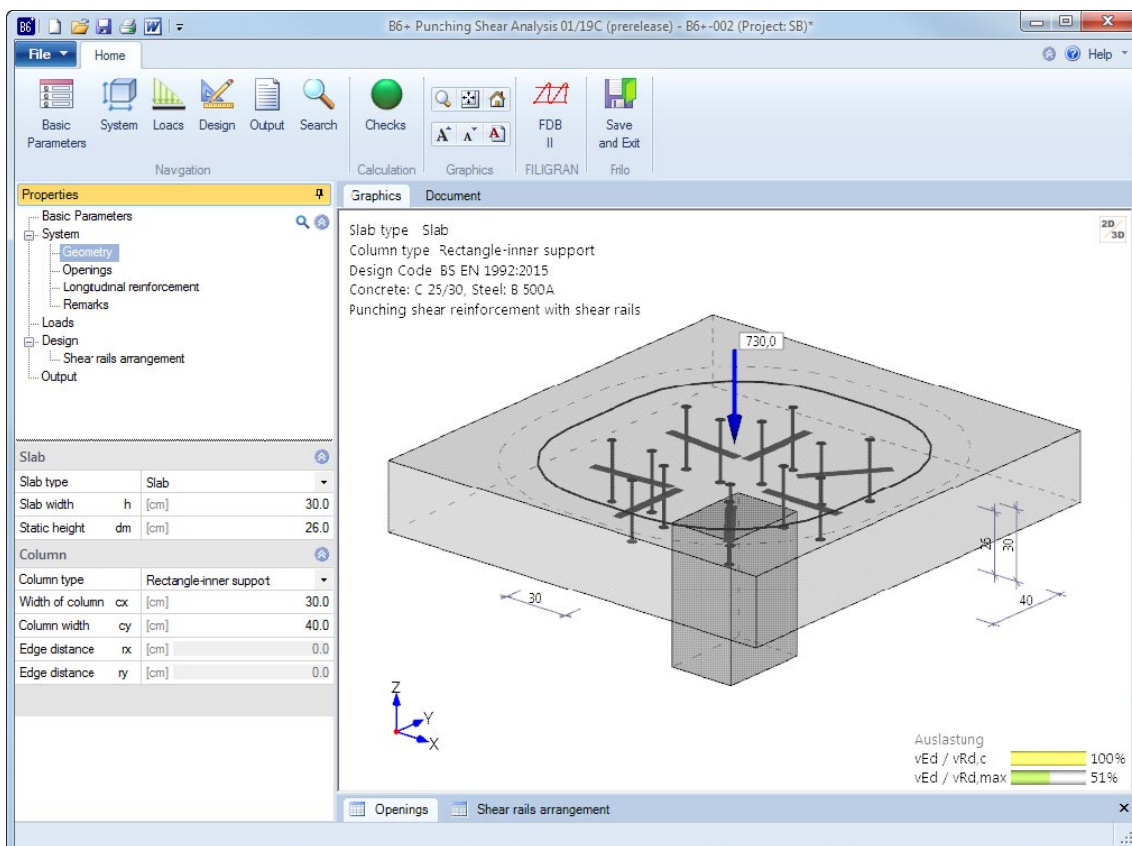 B6+ Punching Shear Analysis 01/19C (prerelease) - B6+-002 (Project: SB)*
File Home Help
Basic Parameters
System
Loacs
Design
Output
Search
Checks
FDB II
Save and Exit
Navigation
Calculation
Graphics
FILIGRAN
Frilo
Properties
Basic Parameters
System
Geometry
Openings
Longitudinal reinforcement
Remarks
Loads
Design
Shear rails arrangement
Output
Slab
Slab type Slab
Slab width h [cm] 30.0
Static height dm [cm] 26.0
Column
Column type Rectangle-inner suppot
Width of column cx [cm] 30.0
Column width cy [cm] 40.0
Edge distance rx [cm] 0.0
Edge distance ry [cm] 0.0
Graphics Document
Slab type Slab
Column type Rectangle-inner support
Design Code BS EN 1992:2015
Concrete: C 25/30, Steel: B 500A
Punching shear reinforcement with shear rails
2D/3D
730,0
26
30
30
40
Z
Y
X
Auslastung
vEd / vRd,c 100%
vEd / vRd,max 51%
Openings Shear rails arrangement